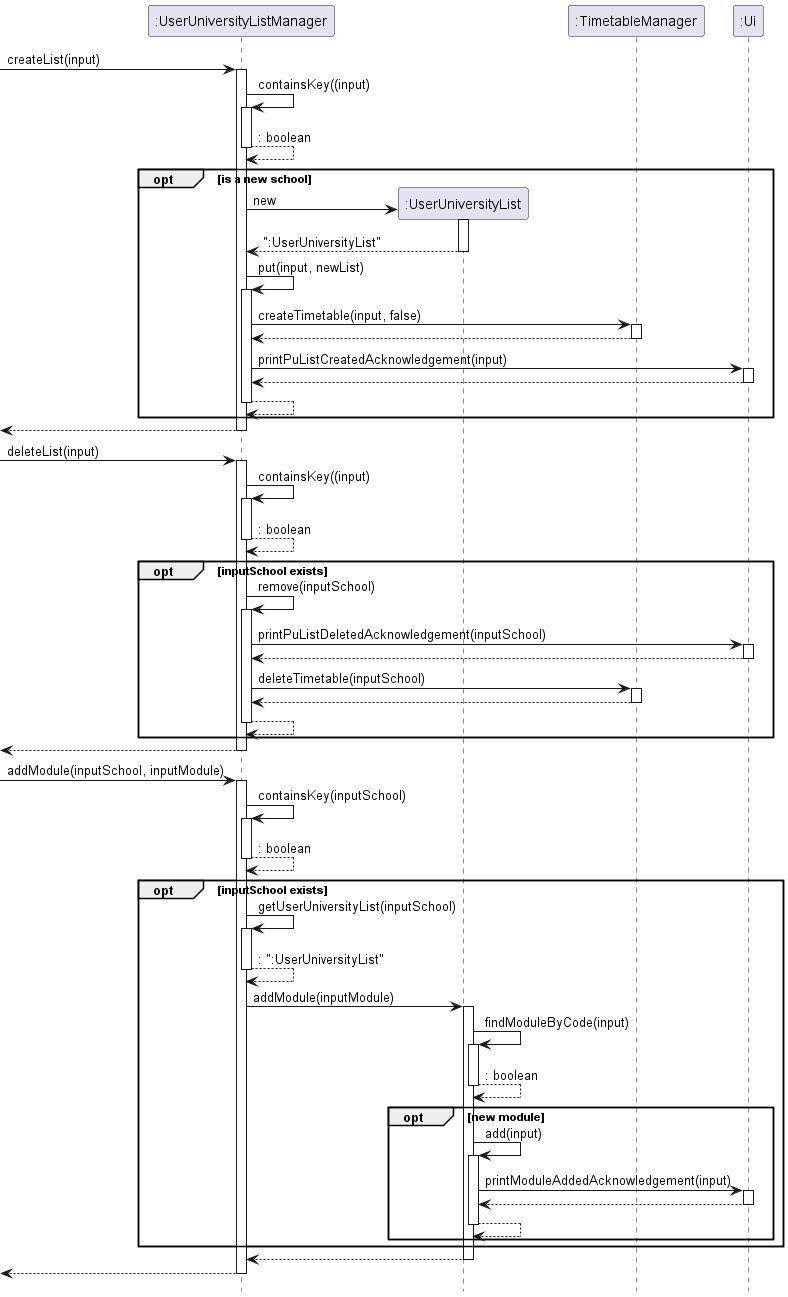 :UserUniversityListManager
:TimetableManager
:Ui
createList(input)
containsKey((input)
: boolean
opt
[is a new school]
new
:UserUniversityList
":UserUniversityList"
put(input, newList)
createTimetable(input, false)
printPuListCreatedAcknowledgement(input)
deleteList(input)
containsKey((input)
: boolean
opt
[inputSchool exists]
remove(inputSchool)
printPuListDeletedAcknowledgement(inputSchool)
deleteTimetable(inputSchool)
addModule(inputSchool, inputModule)
containsKey(inputSchool)
: boolean
opt
[inputSchool exists]
getUserUniversityList(inputSchool)
: ":UserUniversityList"
addModule(inputModule)
findModuleByCode(input)
: boolean
opt
[new module]
add(input)
printModuleAddedAcknowledgement(input)